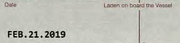 Date Laden on board the Vessel
FEB.21.2019